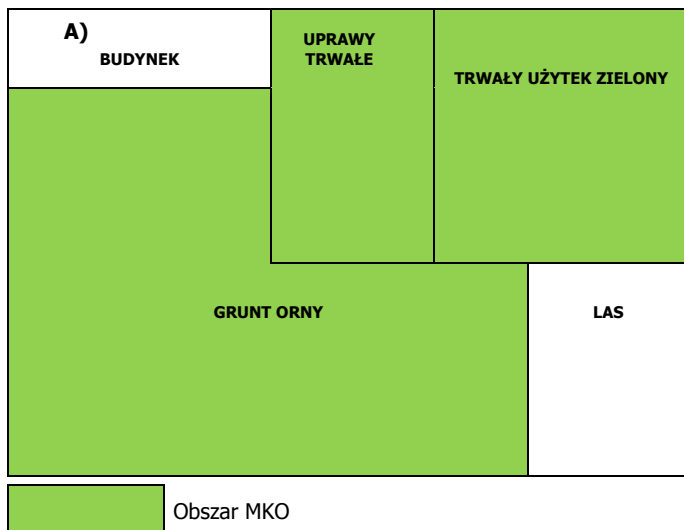 A)
BUDYNEK
UPRAWY
TRWAŁE
TRWAŁY UŻYTEK ZIELONY
GRUNT ORNY
LAS
Obszar MKO